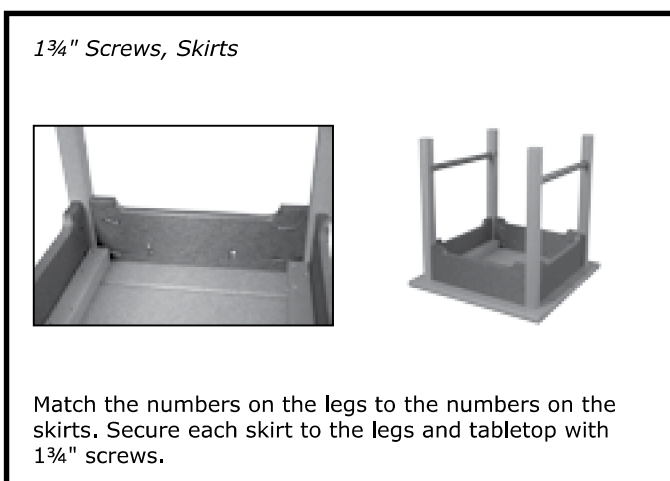 1¾" Screws, Skirts
Match the numbers on the legs to the numbers on the
skirts. Secure each skirt to the legs and tabletop with
1¾" screws.